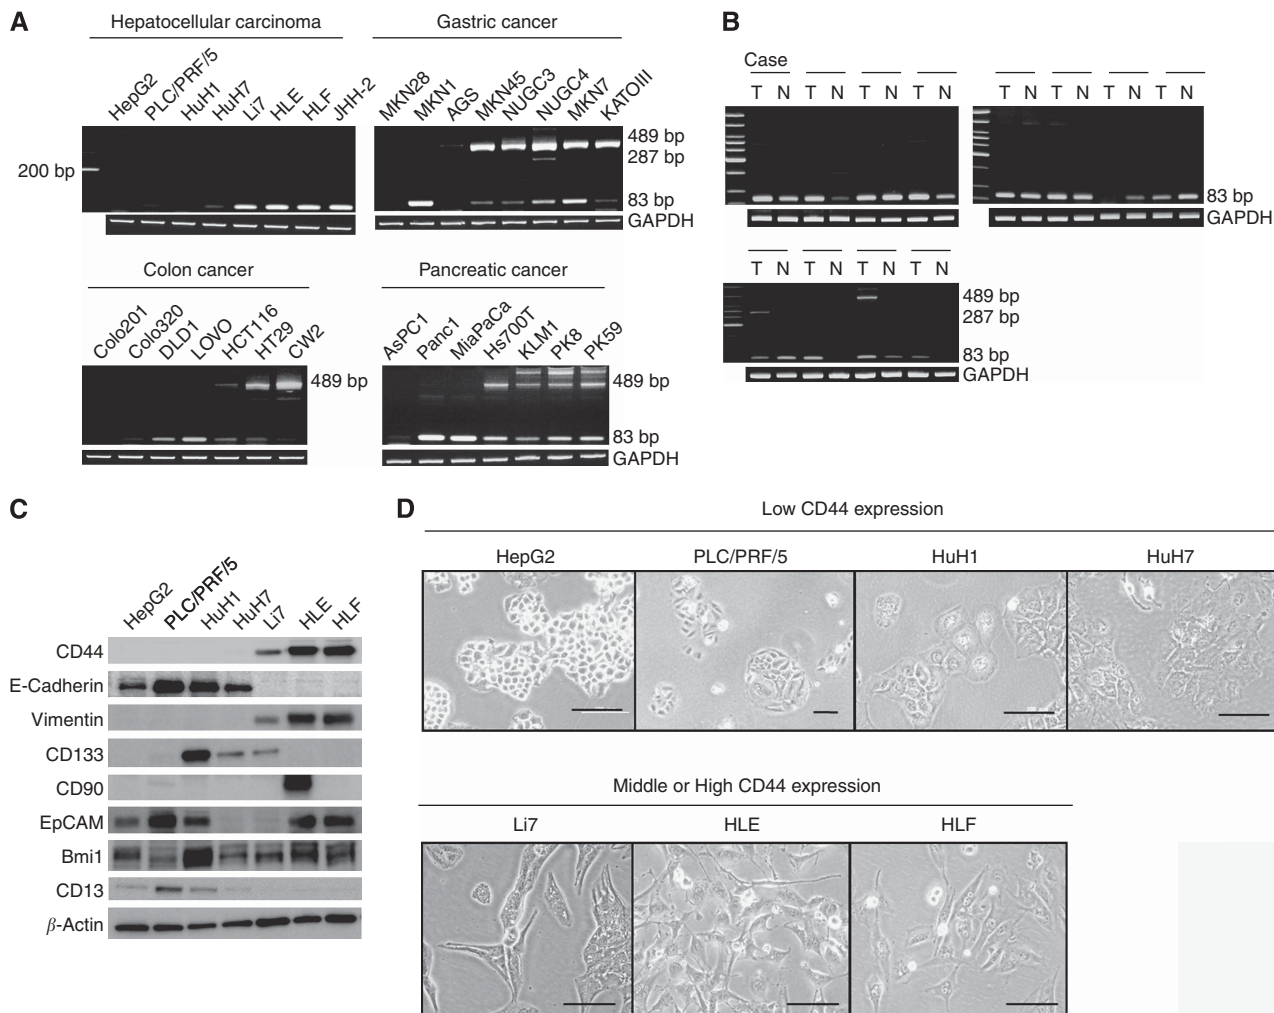 A
Hepatocellular carcinoma
Gastric cancer
HepG2 PLC/PRF/5 HuH1 HuH7 Li7 HLE HLF JHH-2
MKN28 MKN1 AGS MKN45 NUGC3 NUGC4 MKN7 KATOIII
200 bp
489 bp
287 bp
83 bp
GAPDH
Colon cancer
Pancreatic cancer
Colo201 Colo320 DLD1 LOVO HCT116 HT29 CW2
AsPC1 Panc1 MiaPaCa Hs700T KLM1 PK8 PK59
489 bp
489 bp
83 bp
GAPDH
B
Case
T N T N T N T N
T N T N T N T N
83 bp
GAPDH
T N T N T N T N
489 bp
287 bp
83 bp
GAPDH
C
HepG2 PLC/PRF/5 HuH1 HuH7 Li7 HLE HLF
CD44
E-Cadherin
Vimentin
CD133
CD90
EpCAM
Bmi1
CD13
β-Actin
D
Low CD44 expression
HepG2 PLC/PRF/5 HuH1 HuH7
Middle or High CD44 expression
Li7 HLE HLF